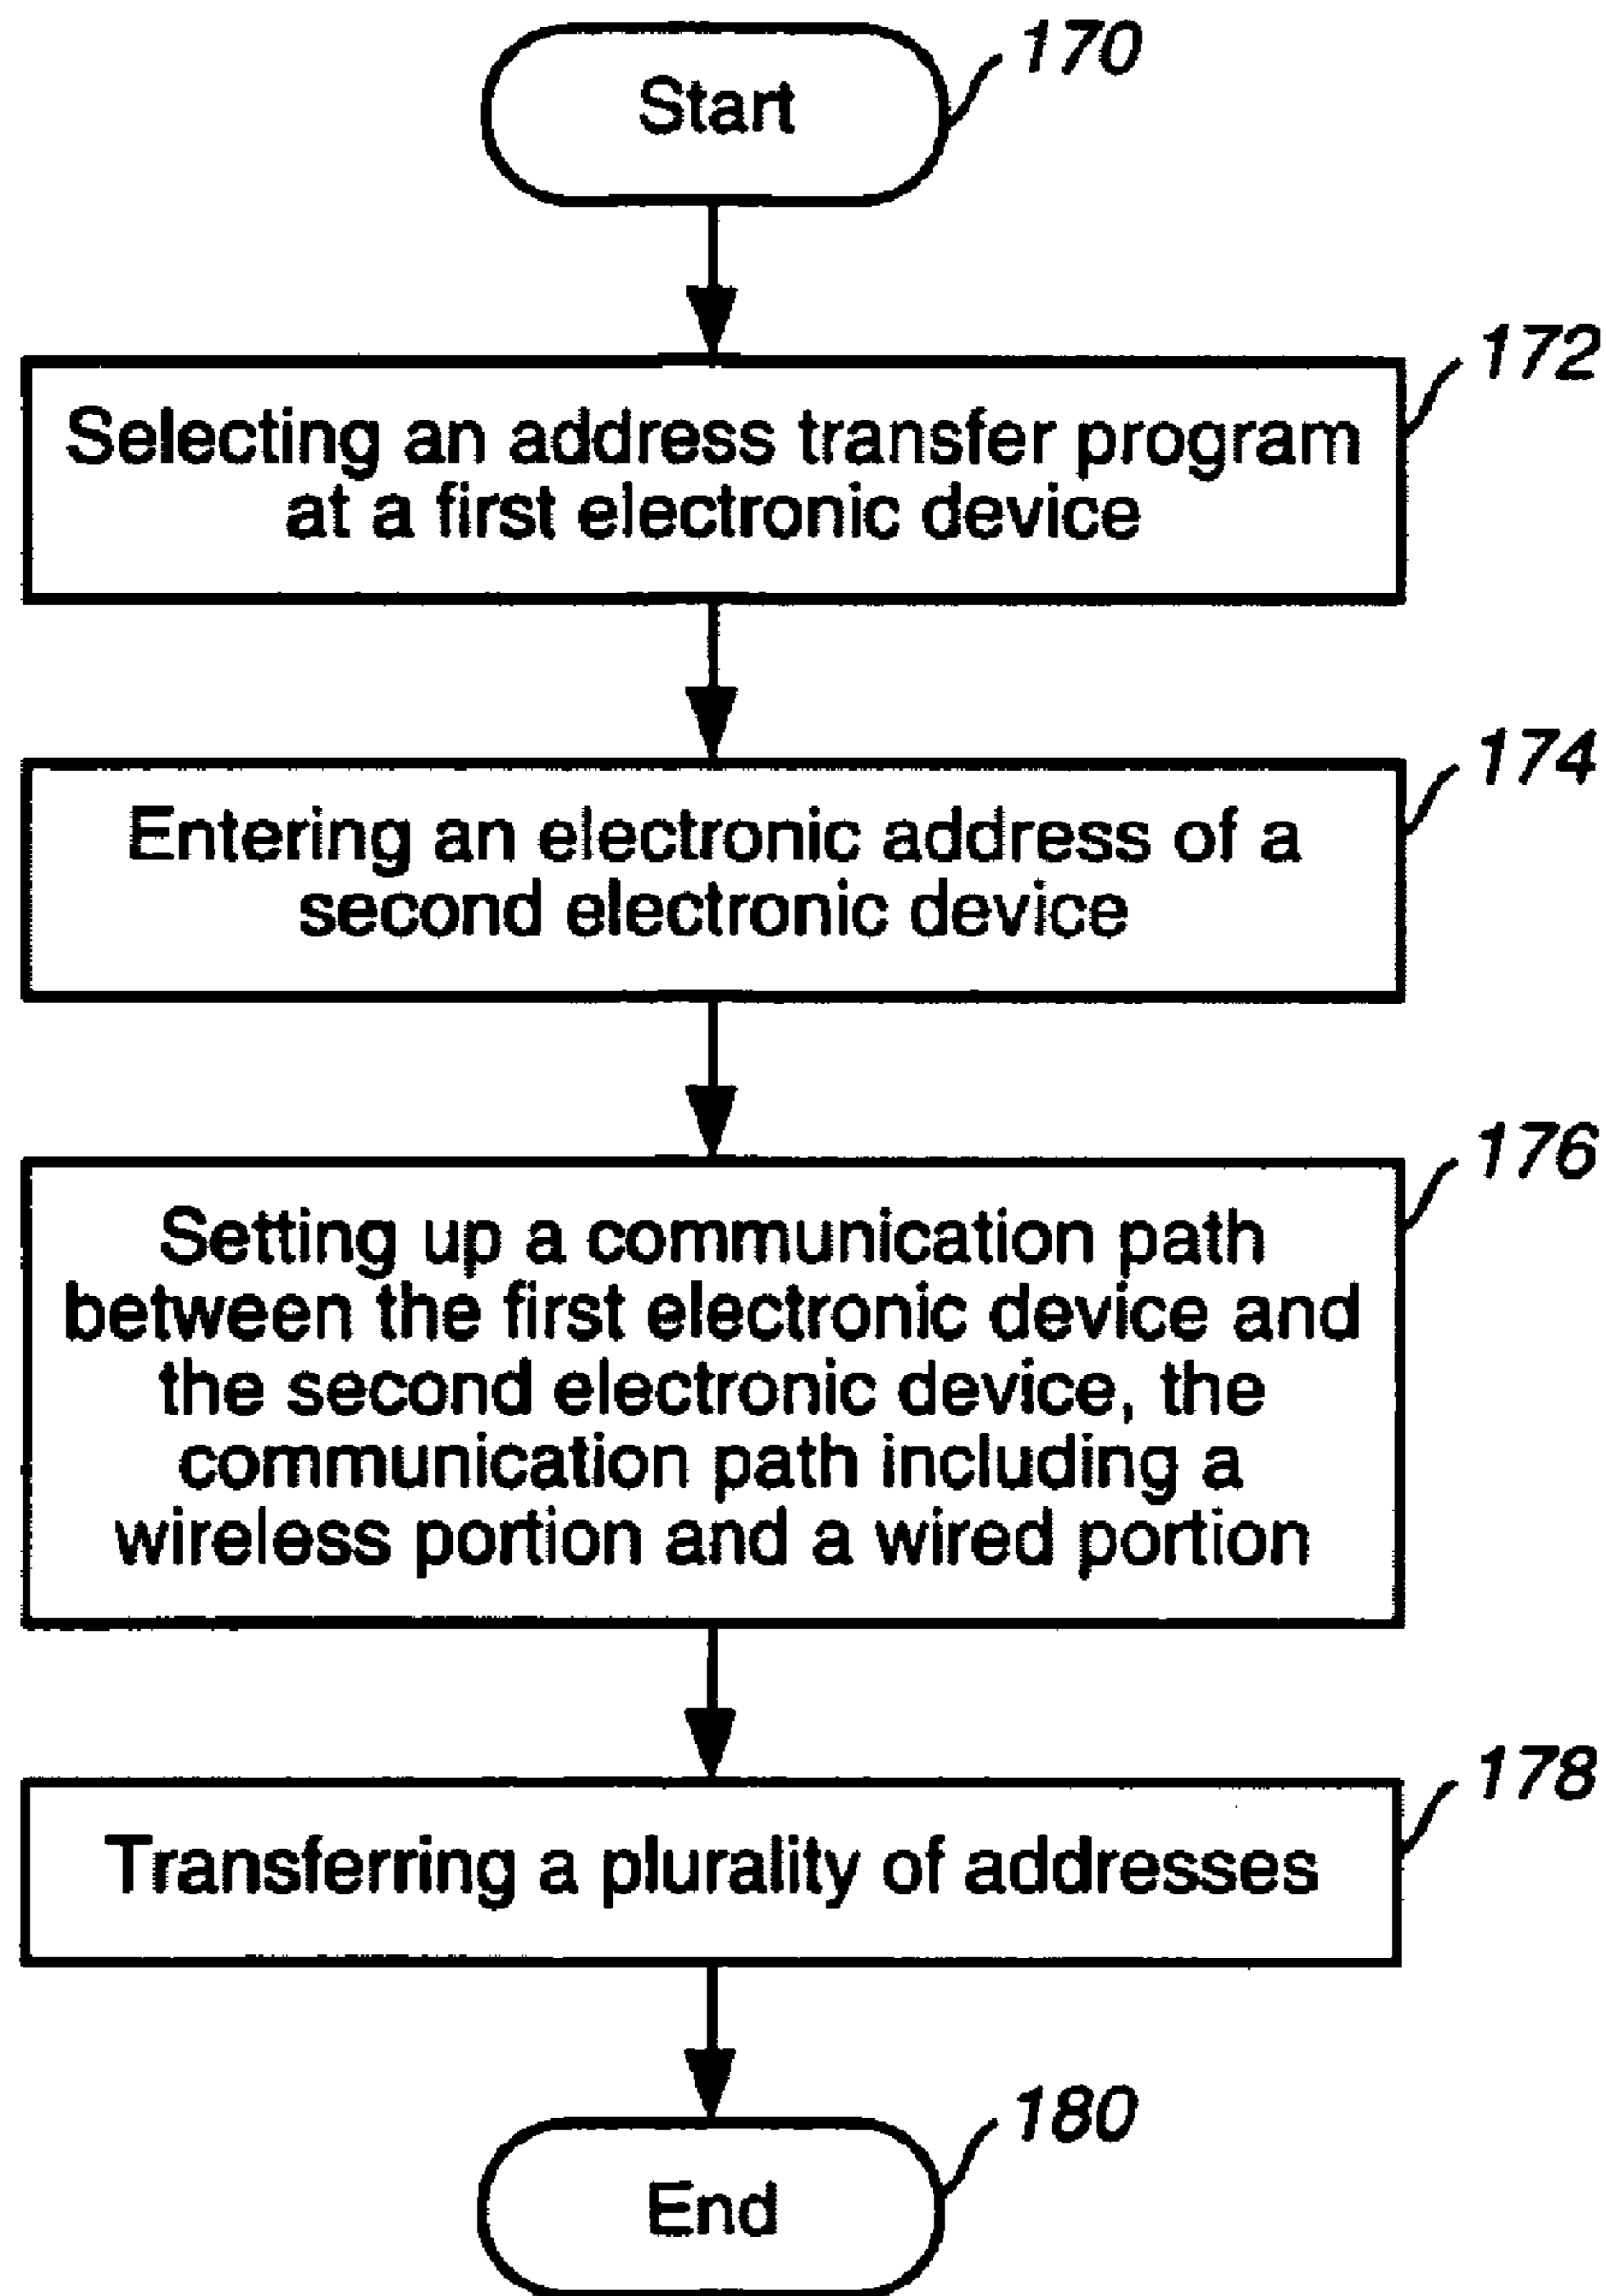 Start
170
172
Selecting an address transfer program
at a first electronic device
174
Entering an electronic address of a
second electronic device
176
Setting up a communication path
between the first electronic device and
the second electronic device, the
communication path including a
wireless portion and a wired portion
178
Transferring a plurality of addresses
180
End